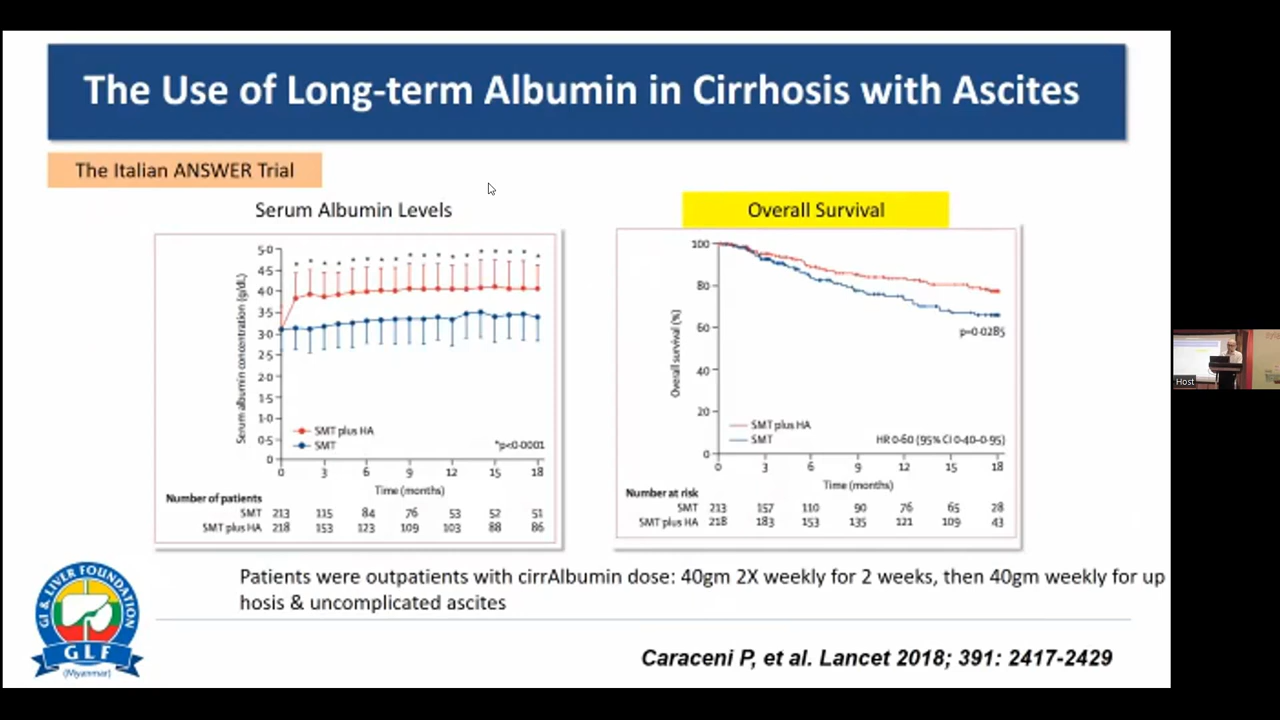 The Use of Long-term Albumin in Cirrhosis with Ascites
The Italian ANSWER Trial
Serum Albumin Levels
5·0
4·5
4·0
3·5
3·0
2·5
2·0
1·5
1·0
0·5
0
Serum albumin concentration (g/dL)
SMT plus HA
SMT
*p<0·0001
0 3 6 9 12 15 18
Time (months)
Number of patients
SMT 213 115 84 76 53 52 51
SMT plus HA 218 153 123 109 103 88 86
Overall Survival
100
80
60
40
20
0
Overall survival (%)
p=0·0285
SMT plus HA
SMT
HR 0·60 (95% CI 0·40–0·95)
0 3 6 9 12 15 18
Time (months)
Number at risk
SMT 213 157 110 90 76 65 28
SMT plus HA 218 183 153 135 121 109 43
Patients were outpatients with cirrAlbumin dose: 40gm 2X weekly for 2 weeks, then 40gm weekly for up
hosis & uncomplicated ascites
GI & LIVER FOUNDATION
GLF
(Myanmar)
Caraceni P, et al. Lancet 2018; 391: 2417-2429
Host